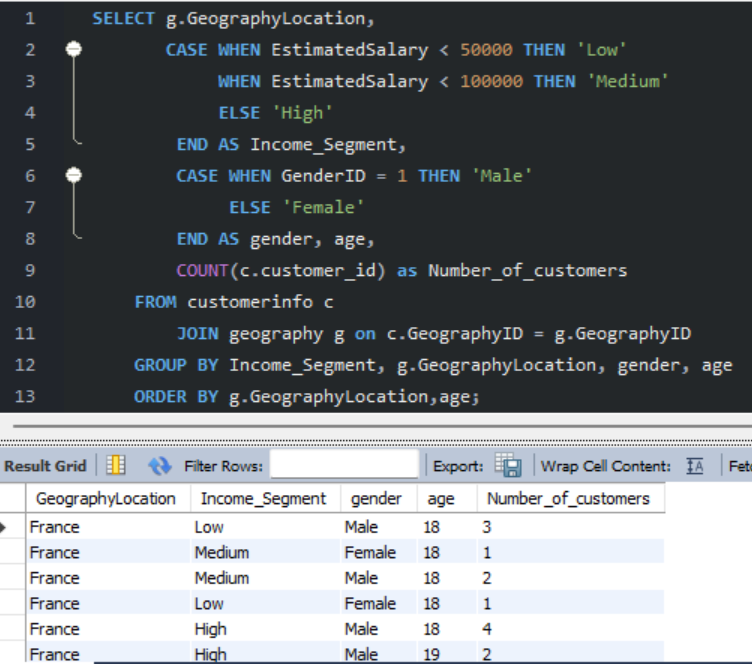 1 SELECT g.GeographyLocation,
2 CASE WHEN EstimatedSalary < 50000 THEN 'Low'
3 WHEN EstimatedSalary < 100000 THEN 'Medium'
4 ELSE 'High'
5 END AS Income_Segment,
6 CASE WHEN GenderID = 1 THEN 'Male'
7 ELSE 'Female'
8 END AS gender, age,
9 COUNT(c.customer_id) as Number_of_customers
10 FROM customerinfo c
11 JOIN geography g on c.GeographyID = g.GeographyID
12 GROUP BY Income_Segment, g.GeographyLocation, gender, age
13 ORDER BY g.GeographyLocation,age;
Result Grid Filter Rows: Export: Wrap Cell Content: Fet
GeographyLocation Income_Segment gender age Number_of_customers
France Low Male 18 3
France Medium Female 18 1
France Medium Male 18 2
France Low Female 18 1
France High Male 18 4
France High Male 19 2